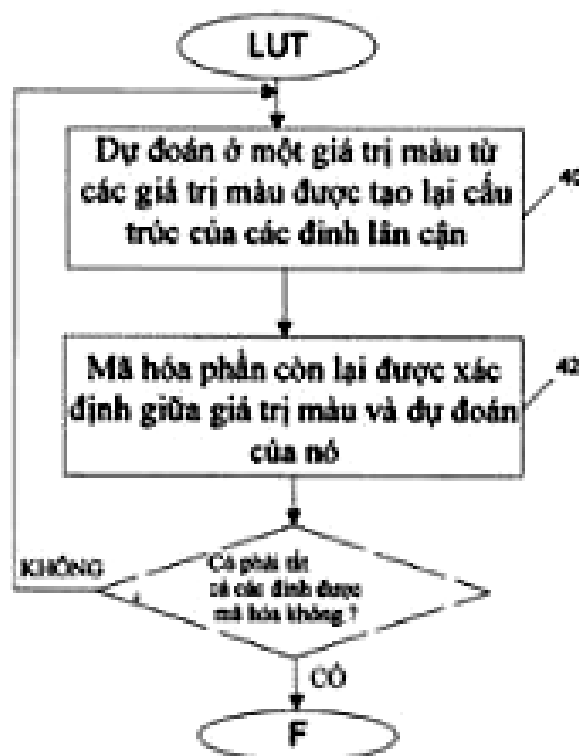 LUT
Dự đoán ở một giá trị màu từ
các giá trị màu được tạo lại cấu
trúc của các đỉnh lân cận
40
Mã hóa phần còn lại được xác
định giữa giá trị màu và dự đoán
của nó
42
KHÔNG
Có phải tất
cả các đỉnh được
mã hóa không ?
CÓ
F